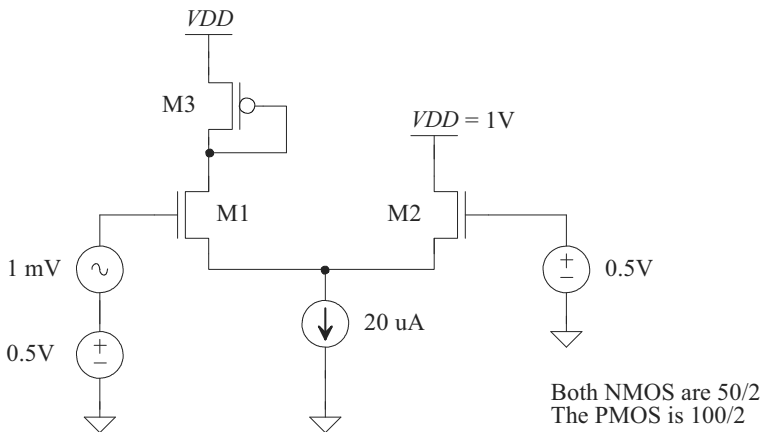 VDD
M3
VDD = 1V
M1
M2
1 mV
0.5V
20 uA
0.5V
Both NMOS are 50/2
The PMOS is 100/2